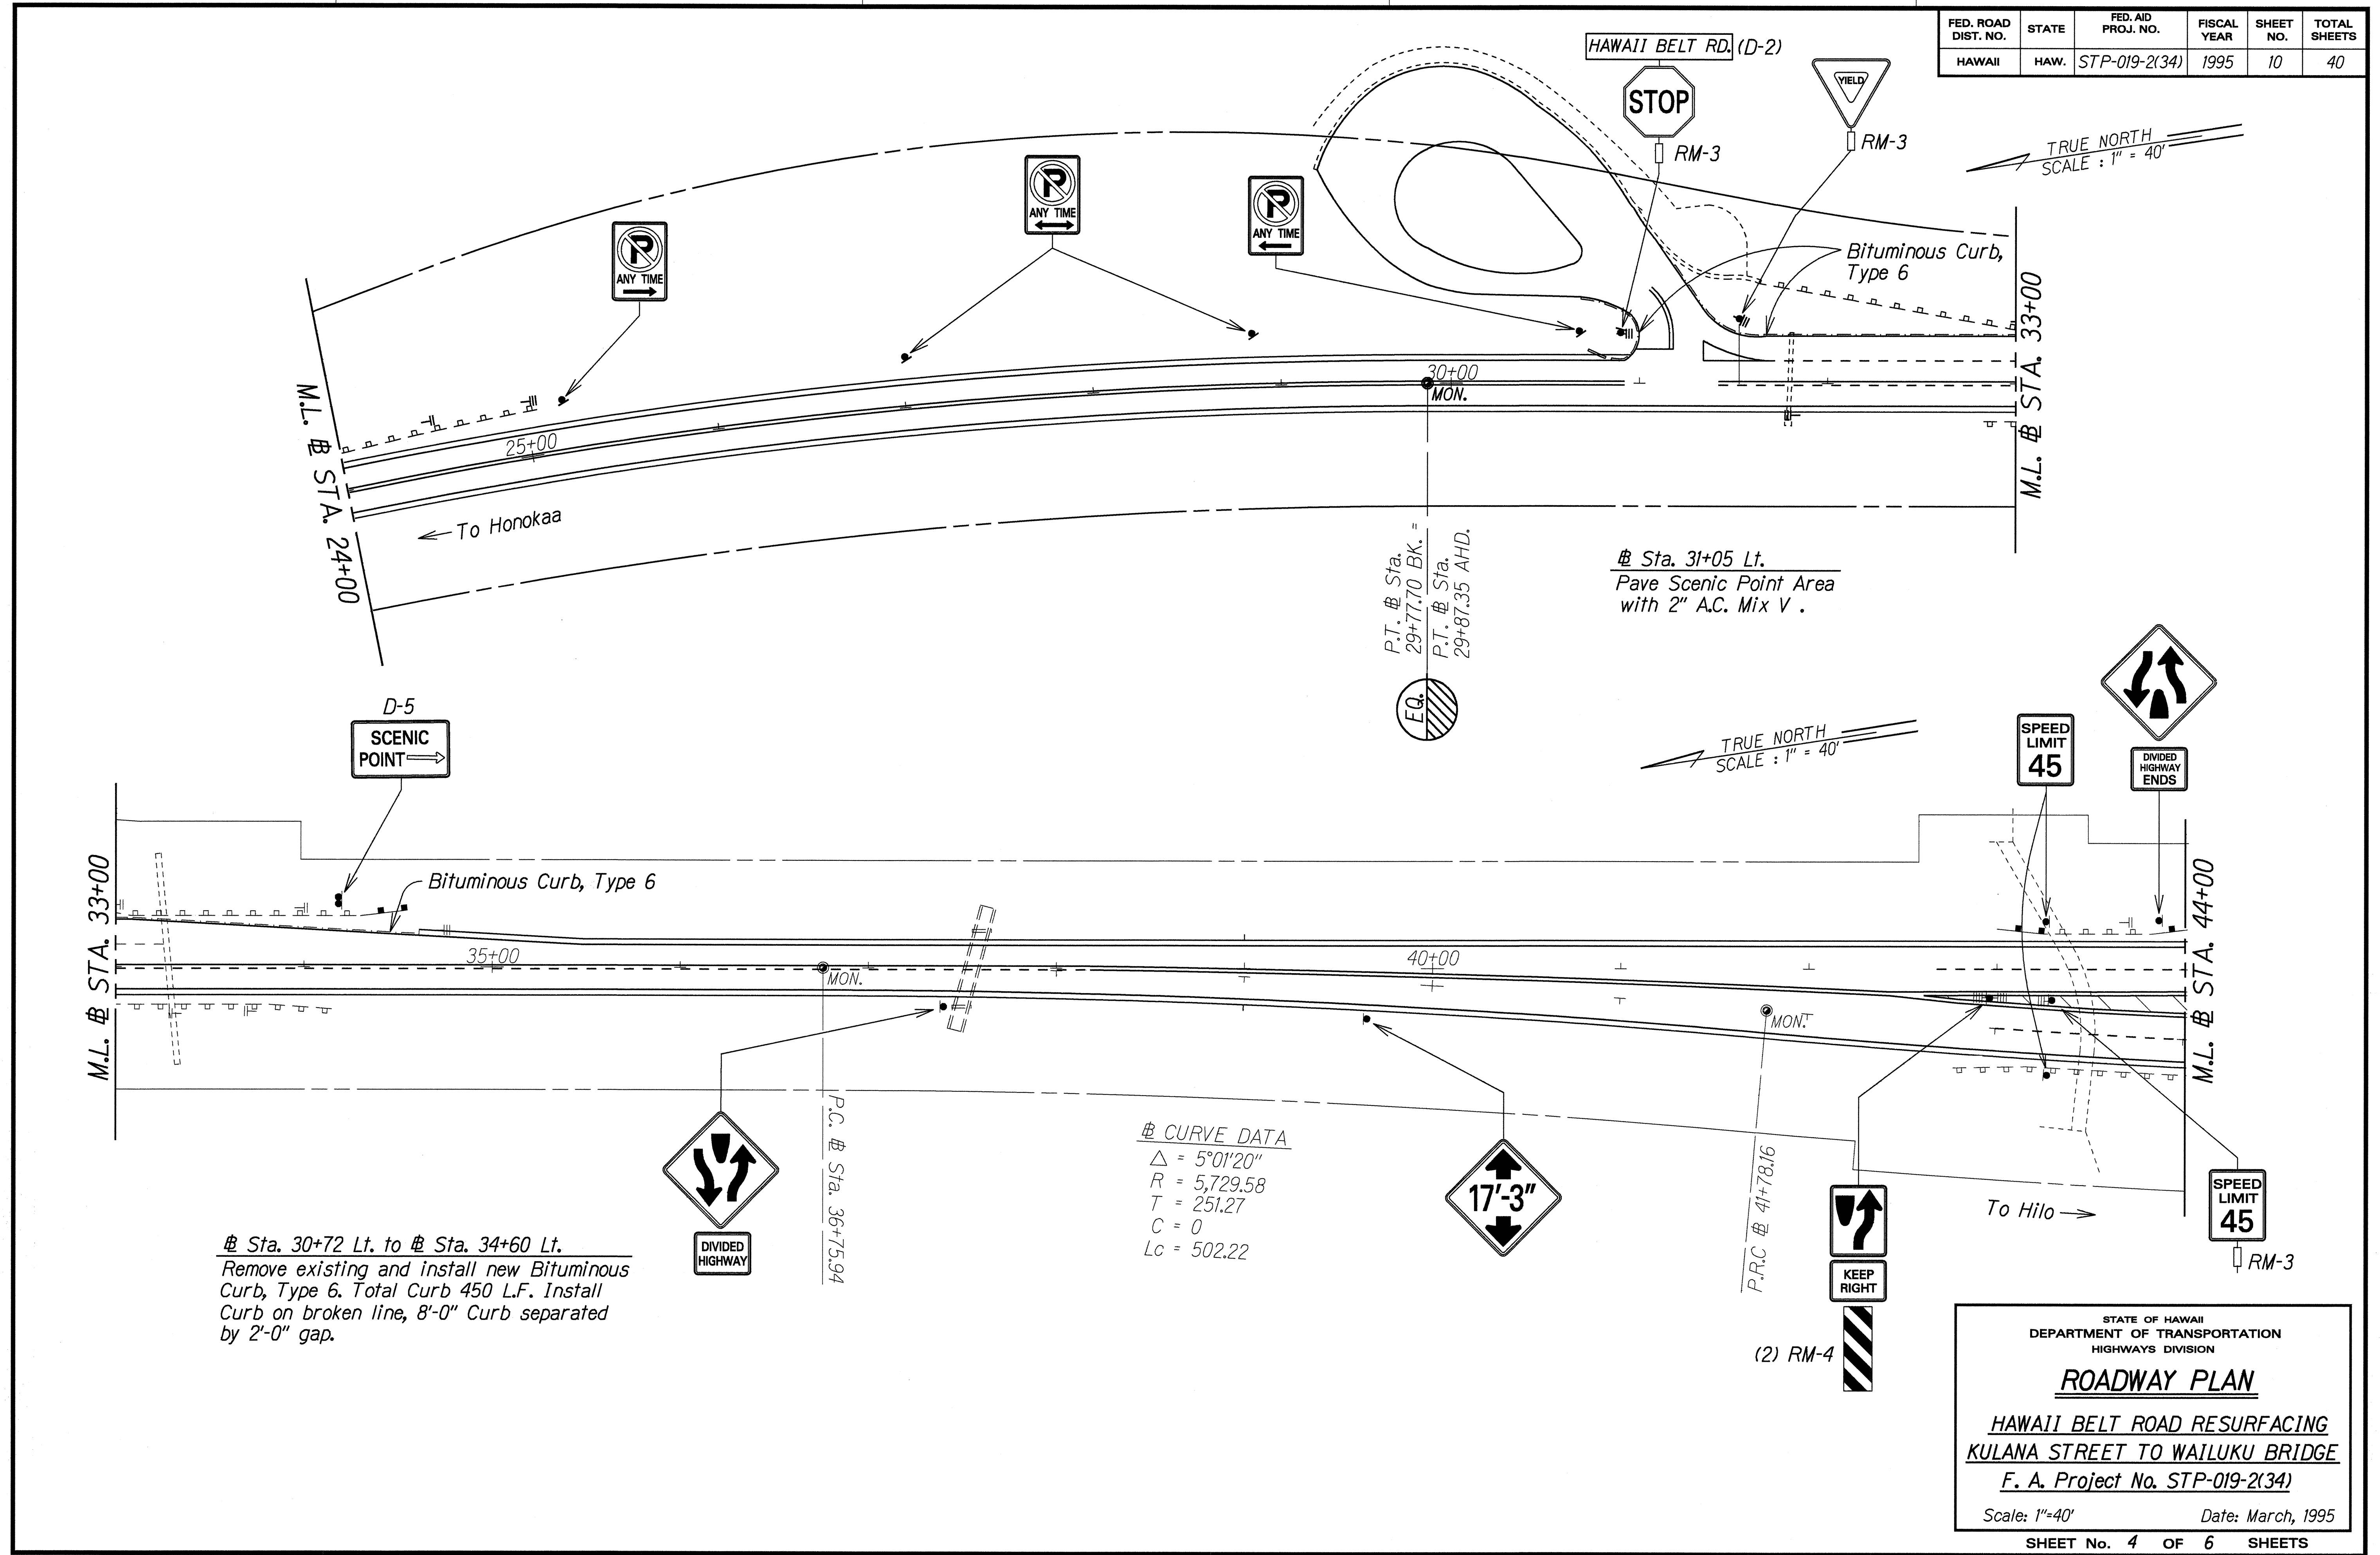 FED. ROAD DIST. NO. STATE FED. AID PROJ. NO. FISCAL YEAR SHEET NO. TOTAL SHEETS
HAWAII HAW. STP-019-2(34) 1995 10 40
HAWAII BELT RD. (D-2)
STOP
RM-3
YIELD
RM-3
TRUE NORTH
SCALE : 1" = 40'
P
ANY TIME
P
ANY TIME
P
ANY TIME
Bituminous Curb,
Type 6
M.L. ℄ STA. 24+00
25+00
30+00
MON.
M.L. ℄ STA. 33+00
To Honokaa
P.T. ℄ Sta.
29+77.70 BK. =
P.T. ℄ Sta.
29+87.35 AHD.
EQ.
℄ Sta. 31+05 Lt.
Pave Scenic Point Area
with 2" A.C. Mix V .
D-5
SCENIC
POINT
TRUE NORTH
SCALE : 1" = 40'
SPEED
LIMIT
45
DIVIDED
HIGHWAY
ENDS
M.L. ℄ STA. 33+00
Bituminous Curb, Type 6
35+00
MON.
40+00
MON.
M.L. ℄ STA. 44+00
P.C. ℄ Sta. 36+75.94
DIVIDED
HIGHWAY
℄ CURVE DATA
△ = 5°01'20"
R = 5,729.58
T = 251.27
C = 0
Lc = 502.22
17'-3"
P.R.C ℄ 41+78.16
KEEP
RIGHT
(2) RM-4
To Hilo
SPEED
LIMIT
45
RM-3
℄ Sta. 30+72 Lt. to ℄ Sta. 34+60 Lt.
Remove existing and install new Bituminous
Curb, Type 6. Total Curb 450 L.F. Install
Curb on broken line, 8'-0" Curb separated
by 2'-0" gap.
STATE OF HAWAII
DEPARTMENT OF TRANSPORTATION
HIGHWAYS DIVISION
ROADWAY PLAN
HAWAII BELT ROAD RESURFACING
KULANA STREET TO WAILUKU BRIDGE
F. A. Project No. STP-019-2(34)
Scale: 1"=40' Date: March, 1995
SHEET No. 4 OF 6 SHEETS